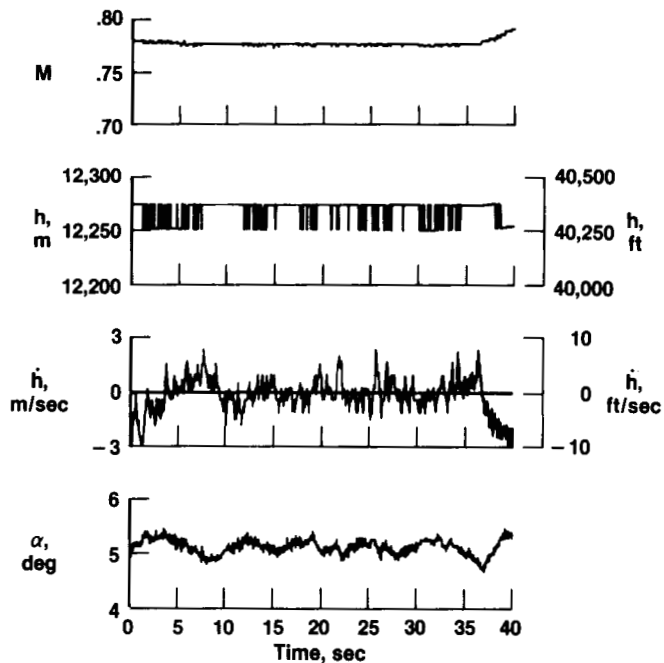 .80
M
.75
.70
12,300
40,500
h,
m
12,250
40,250
h,
ft
12,200
40,000
3
10
ḣ,
m/sec
0
0
ḣ,
ft/sec
−3
−10
6
α,
deg
5
4
0 5 10 15 20 25 30 35 40
Time, sec